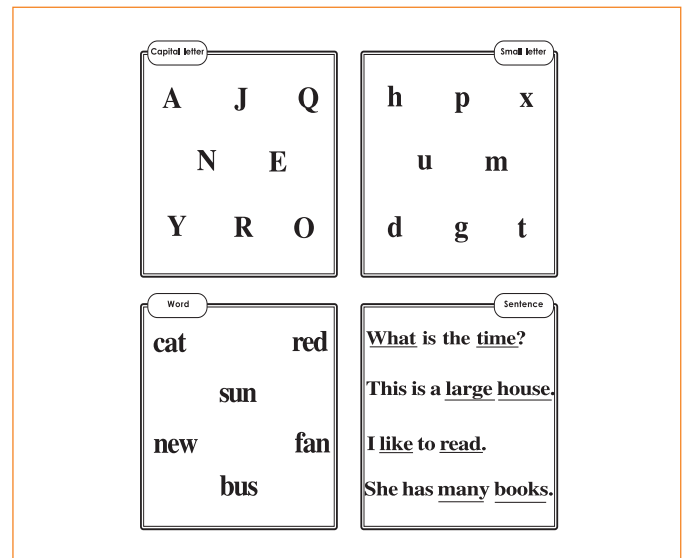 Capital letter
A J Q
N E
Y R O
Small letter
h p x
u m
d g t
Word
cat red
sun
new fan
bus
Sentence
What is the time?
This is a large house.
I like to read.
She has many books.